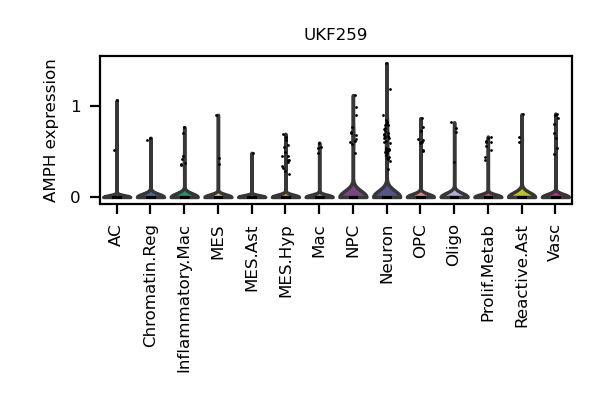 UKF259
AMPH expression
1
0
AC
Chromatin.Reg
Inflammatory.Mac
MES
MES.Ast
MES.Hyp
Mac
NPC
Neuron
OPC
Oligo
Prolif.Metab
Reactive.Ast
Vasc